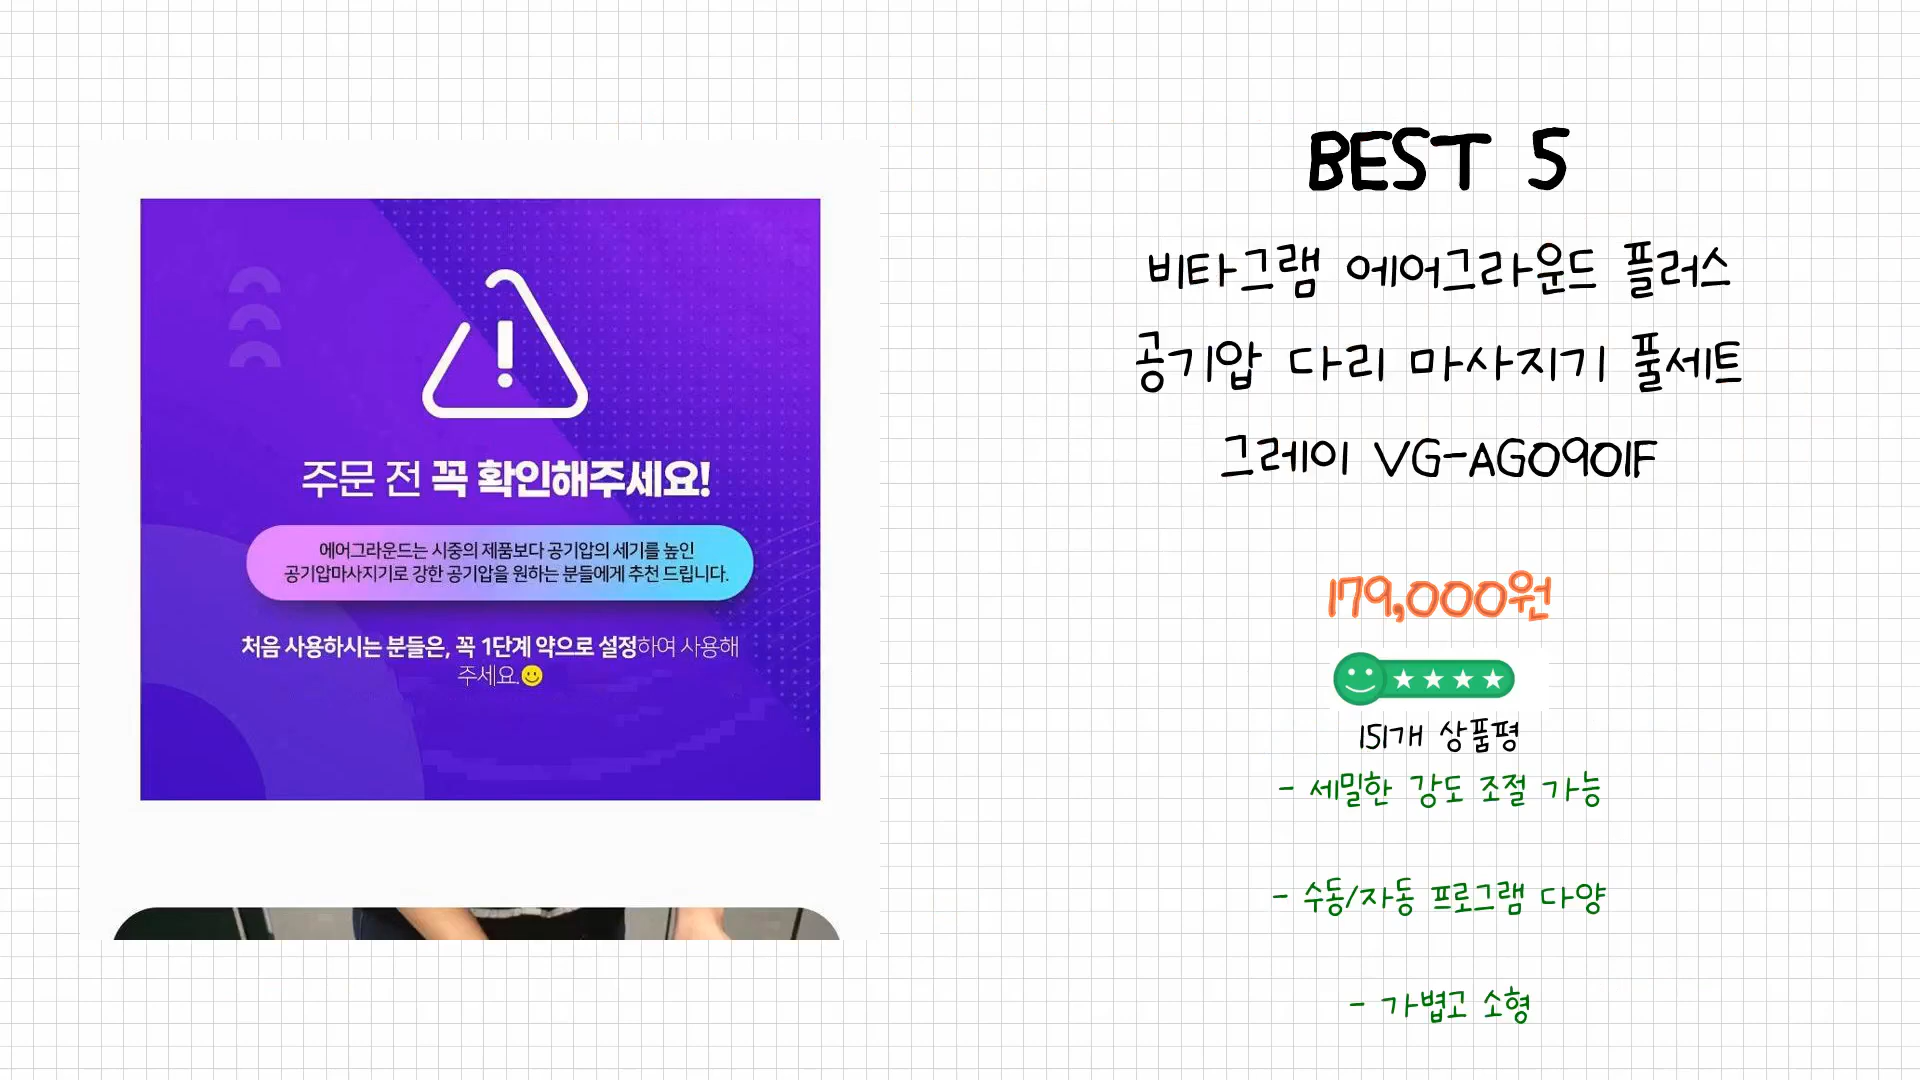 주문 전 꼭 확인해주세요!
에어그라운드는 시중의 제품보다 공기압의 세기를 높인
공기압마사지기로 강한 공기압을 원하는 분들에게 추천 드립니다.
처음 사용하시는 분들은, 꼭 1단계 약으로 설정하여 사용해
주세요.
BEST 5
비타그램 에어그라운드 플러스
공기압 다리 마사지기 풀세트
그레이 VG-AG0901F
179,000원
151개 상품평
- 세밀한 강도 조절 가능
- 수동/자동 프로그램 다양
- 가볍고 소형